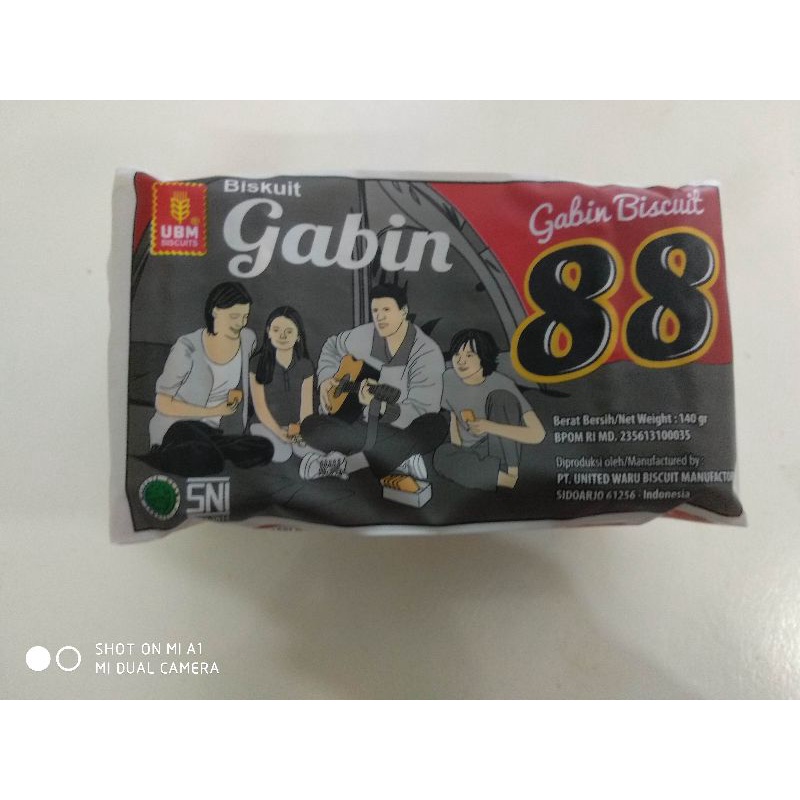 UBM
BISCUITS
Biskuit
Gabin
Gabin Biscuit
88
Berat Bersih/Net Weight : 140 gr
BPOM RI MD. 235613100035
Diproduksi oleh/Manufactured by :
PT. UNITED WARU BISCUIT MANUFACTO
SIDOARJO 61256 - Indonesia
SNI
SHOT ON MI A1
MI DUAL CAMERA